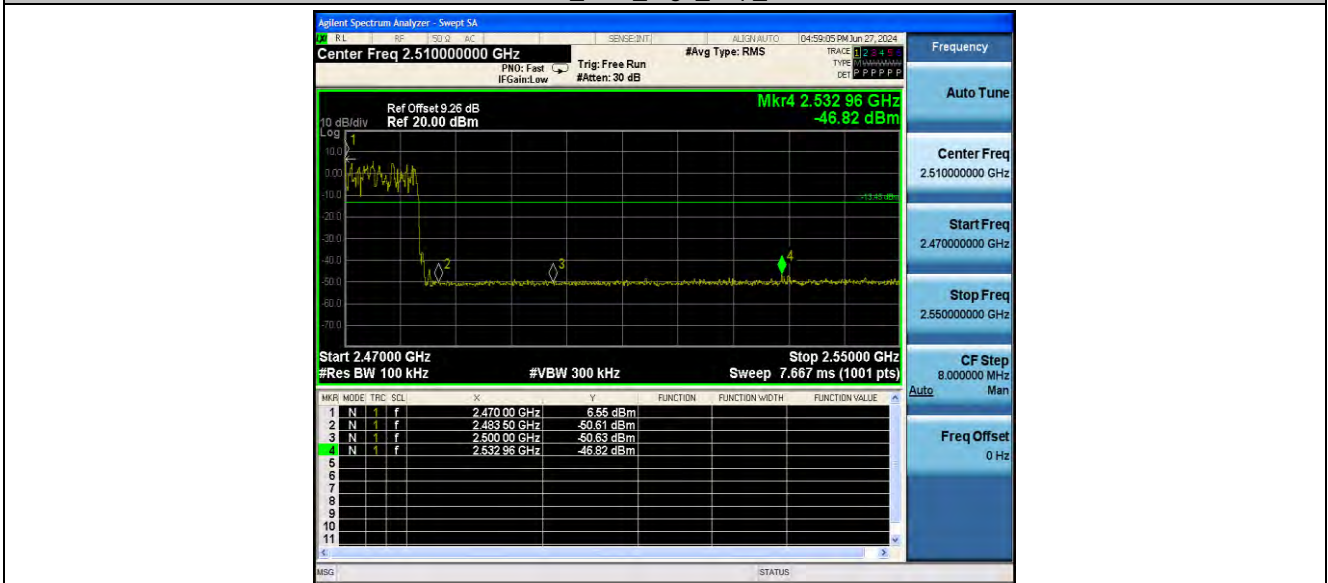 Agilent Spectrum Analyzer - Swept SA
RL RF 50 Ω AC SENSE:INT ALIGN AUTO 04:59:05 PM Jun 27, 2024
Center Freq 2.510000000 GHz
PNO: Fast
IFGain:Low
Trig: Free Run
#Atten: 30 dB
#Avg Type: RMS
TRACE 1 2 3 4 5 6
TYPE M
DET P P P P P P
Frequency
Auto Tune
Center Freq
2.510000000 GHz
Start Freq
2.470000000 GHz
Stop Freq
2.550000000 GHz
CF Step
8.000000 MHz
Auto Man
Freq Offset
0 Hz
Mkr4 2.532 96 GHz
-46.82 dBm
Ref Offset 9.26 dB
Ref 20.00 dBm
10 dB/div
Log
10.0
0.00
-10.0
-20.0
-30.0
-40.0
-50.0
-60.0
-70.0
1
2
3
4
-13.45 dBm
Start 2.47000 GHz Stop 2.55000 GHz
#Res BW 100 kHz #VBW 300 kHz Sweep 7.667 ms (1001 pts)
MKR MODE TRC SCL X Y FUNCTION FUNCTION WIDTH FUNCTION VALUE
1 N 1 f 2.470 00 GHz 6.55 dBm
2 N 1 f 2.483 50 GHz -50.61 dBm
3 N 1 f 2.500 00 GHz -50.63 dBm
4 N 1 f 2.532 96 GHz -46.82 dBm
5
6
7
8
9
10
11
MSG STATUS